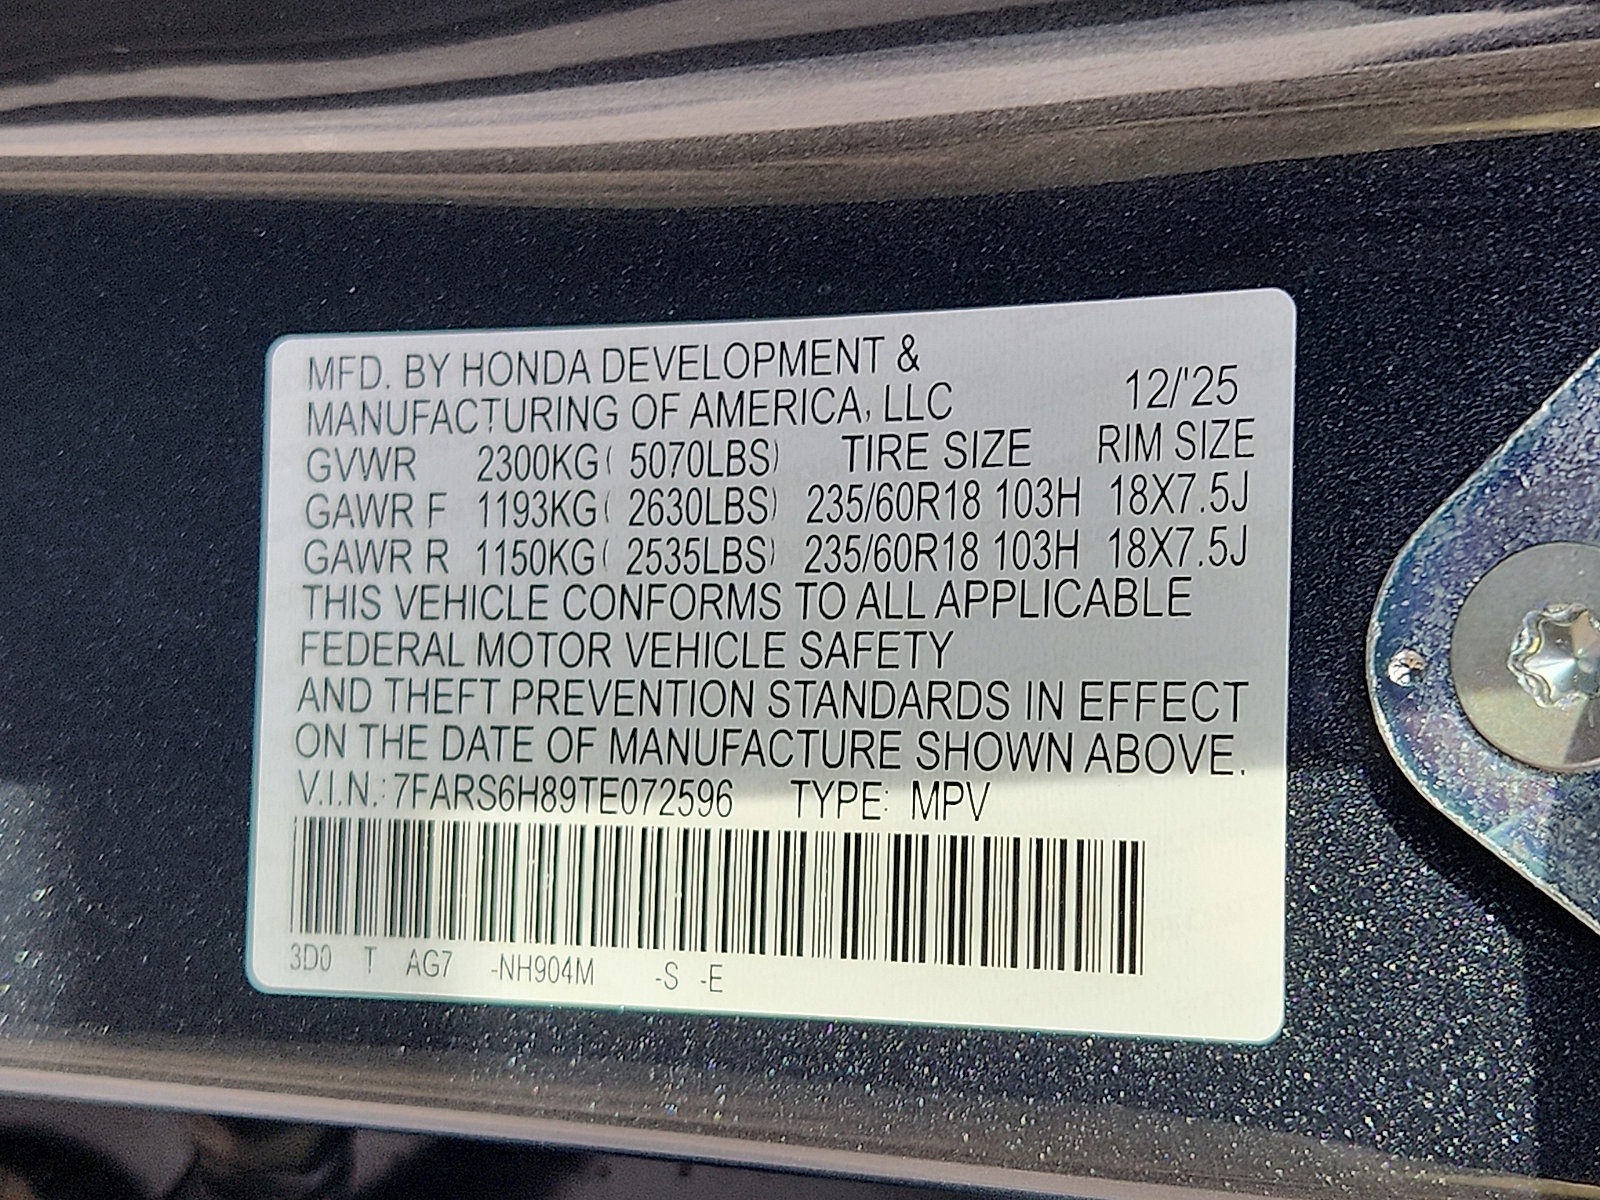 MFD. BY HONDA DEVELOPMENT &
MANUFACTURING OF AMERICA, LLC 12/'25
GVWR 2300KG( 5070LBS) TIRE SIZE RIM SIZE
GAWR F 1193KG( 2630LBS) 235/60R18 103H 18X7.5J
GAWR R 1150KG( 2535LBS) 235/60R18 103H 18X7.5J
THIS VEHICLE CONFORMS TO ALL APPLICABLE
FEDERAL MOTOR VEHICLE SAFETY
AND THEFT PREVENTION STANDARDS IN EFFECT
ON THE DATE OF MANUFACTURE SHOWN ABOVE.
V.I.N.: 7FARS6H89TE072596 TYPE: MPV
3D0 T AG7 -NH904M -S -E